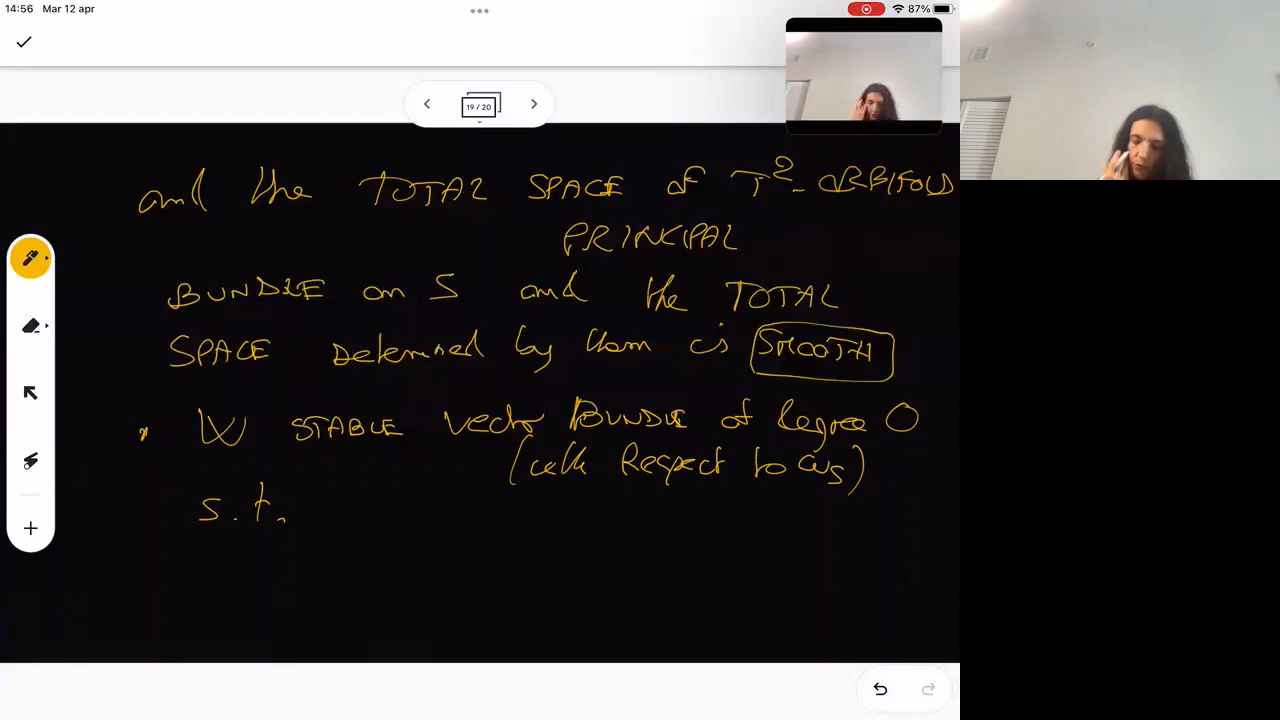 14:56 Mar 12 apr
87%
19 / 20
and the TOTAL SPACE of T²- ORBIFOLD
PRINCIPAL
BUNDLE on S and the TOTAL
SPACE Determined by them is SMOOTH
• W STABLE vector BUNDLE of degree 0
(with Respect to ω_S)
s.t.